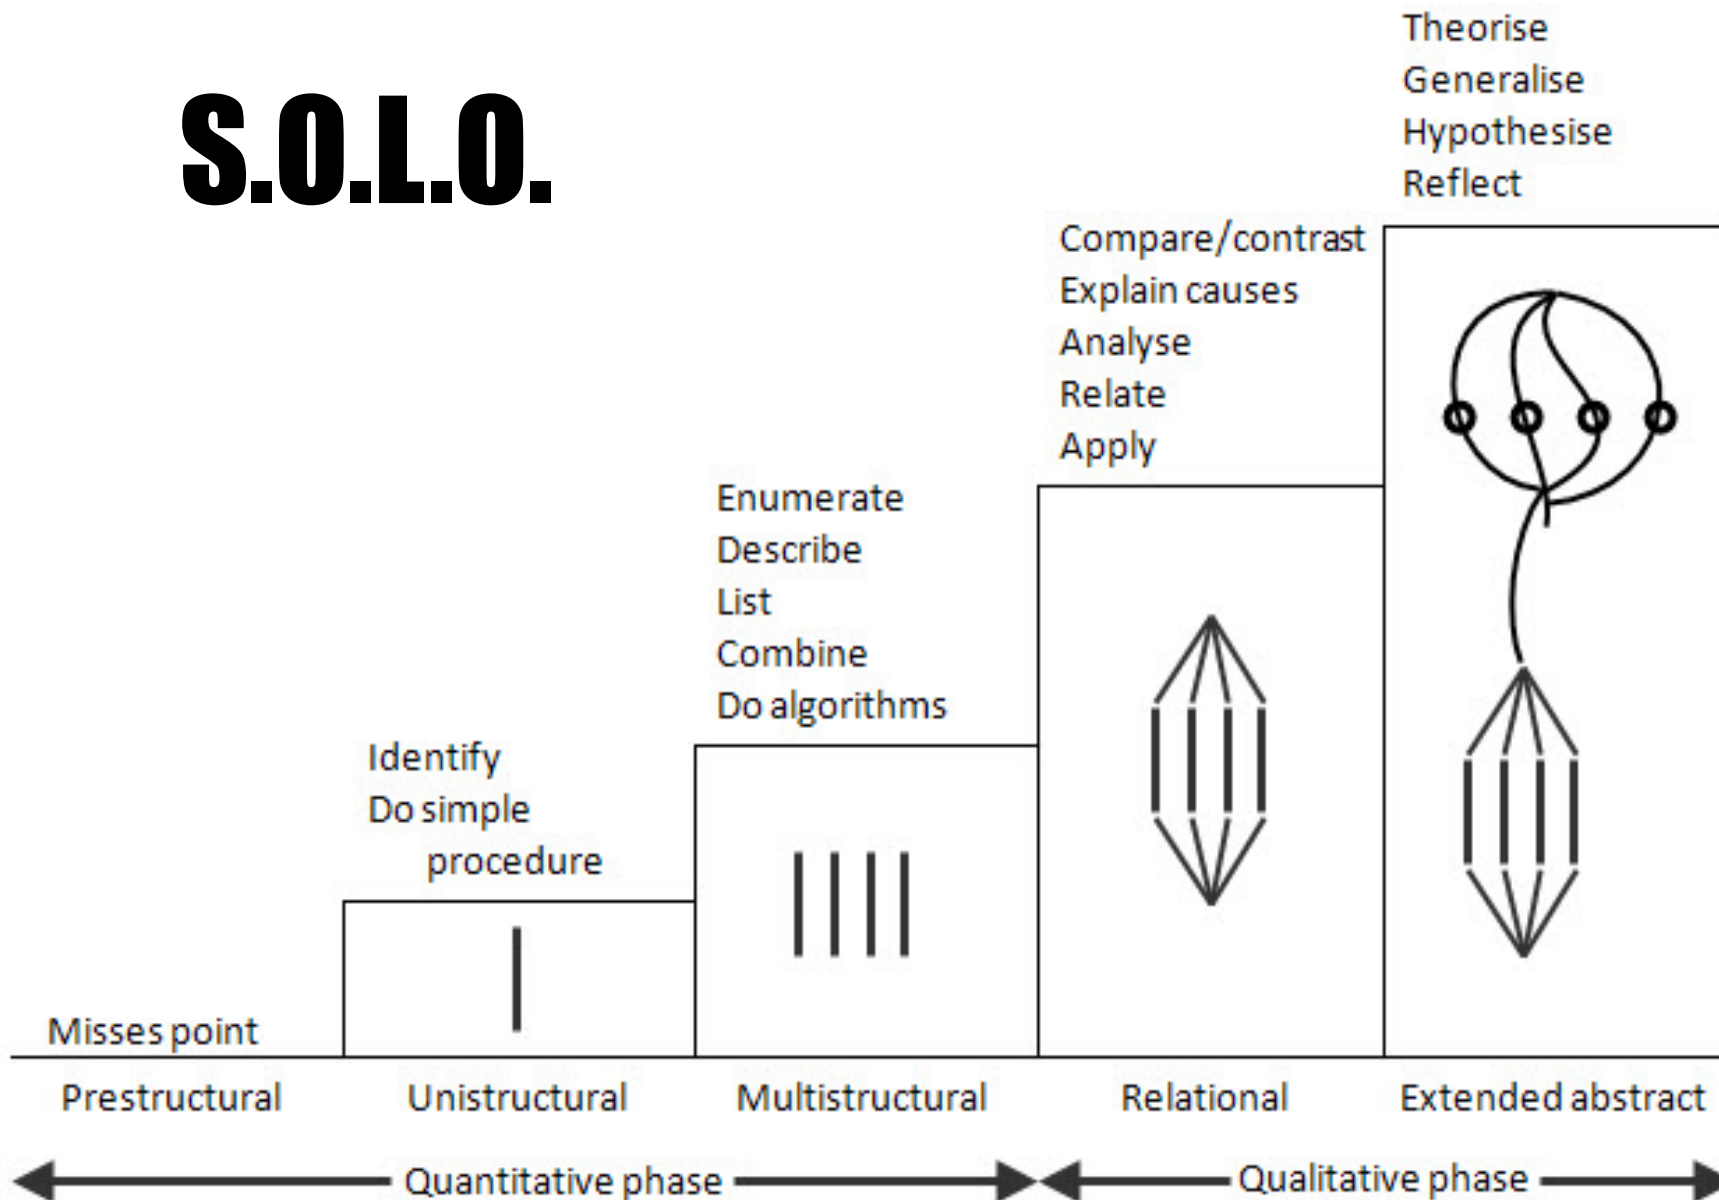 S.O.L.O.
Theorise
Generalise
Hypothesise
Reflect
Compare/contrast
Explain causes
Analyse
Relate
Apply
Enumerate
Describe
List
Combine
Do algorithms
Identify
Do simple
procedure
Misses point
Prestructural
Unistructural
Multistructural
Relational
Extended abstract
Quantitative phase
Qualitative phase